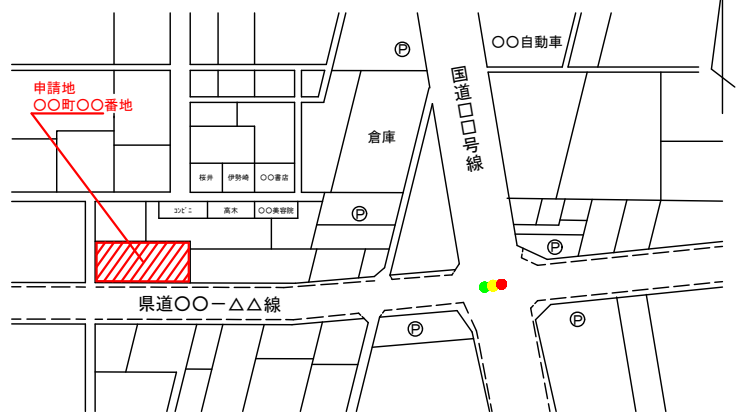 Ⓟ
〇〇自動車
国道□□号線
申請地
〇〇町〇〇番地
倉庫
桜井
伊勢崎
〇〇書店
コンビニ
高木
〇〇美容院
Ⓟ
Ⓟ
県道〇〇ー△△線
Ⓟ
Ⓟ